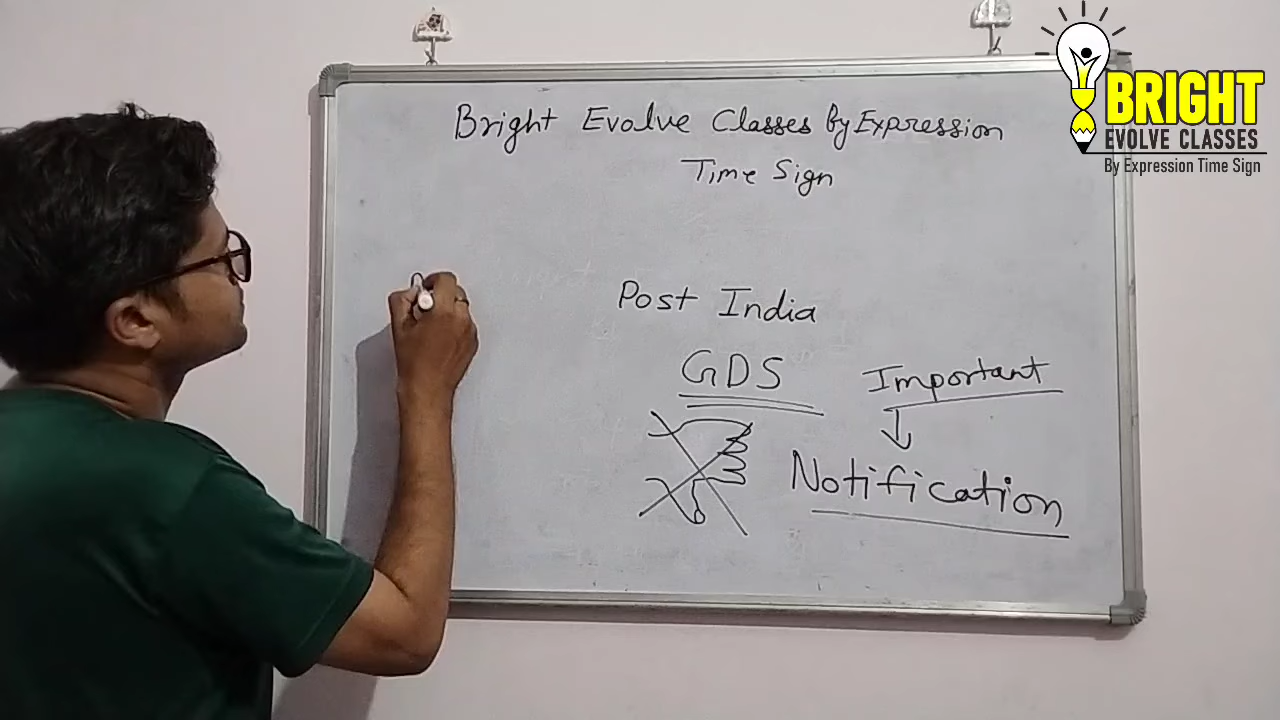 Bright Evolve Classes By Expression
Time Sign
Post India
GDS
Important
Notification
BRIGHT
EVOLVE CLASSES
By Expression Time Sign